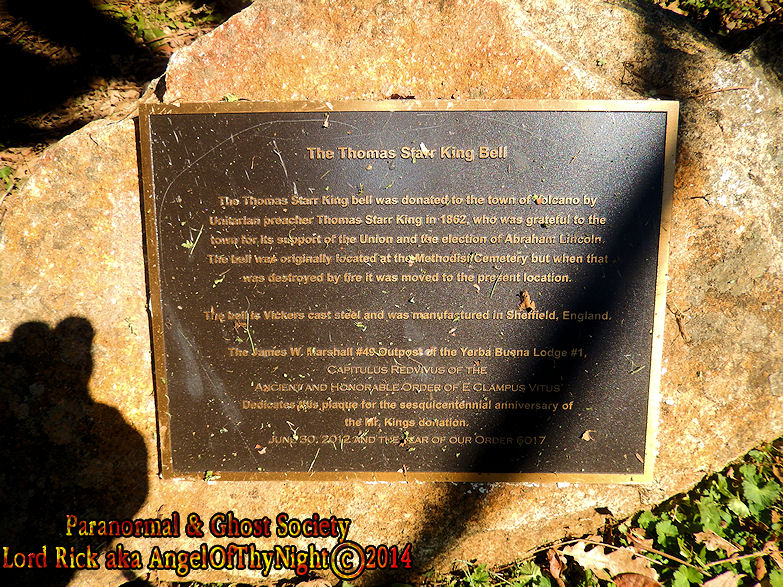 The Thomas Starr King Bell
The Thomas Starr King bell was donated to the town of Volcano by
Unitarian preacher Thomas Starr King in 1862, who was grateful to the
town for its support of the Union and the election of Abraham Lincoln.
The bell was originally located at the Methodist Cemetery but when that
was destroyed by fire it was moved to the present location.
The bell is Vickers cast steel and was manufactured in Sheffield, England.
The James W. Marshall #49 Outpost of the Yerba Buena Lodge #1,
Capitulus Redvivus of the
Ancient and Honorable Order of E Clampus Vitus
Dedicates this plaque for the sesquicentennial anniversary of
the Mr. Kings donation.
June 30, 2012 and the year of our Order 6017
Paranormal & Ghost Society
Lord Rick aka AngelOfThyNight©2014